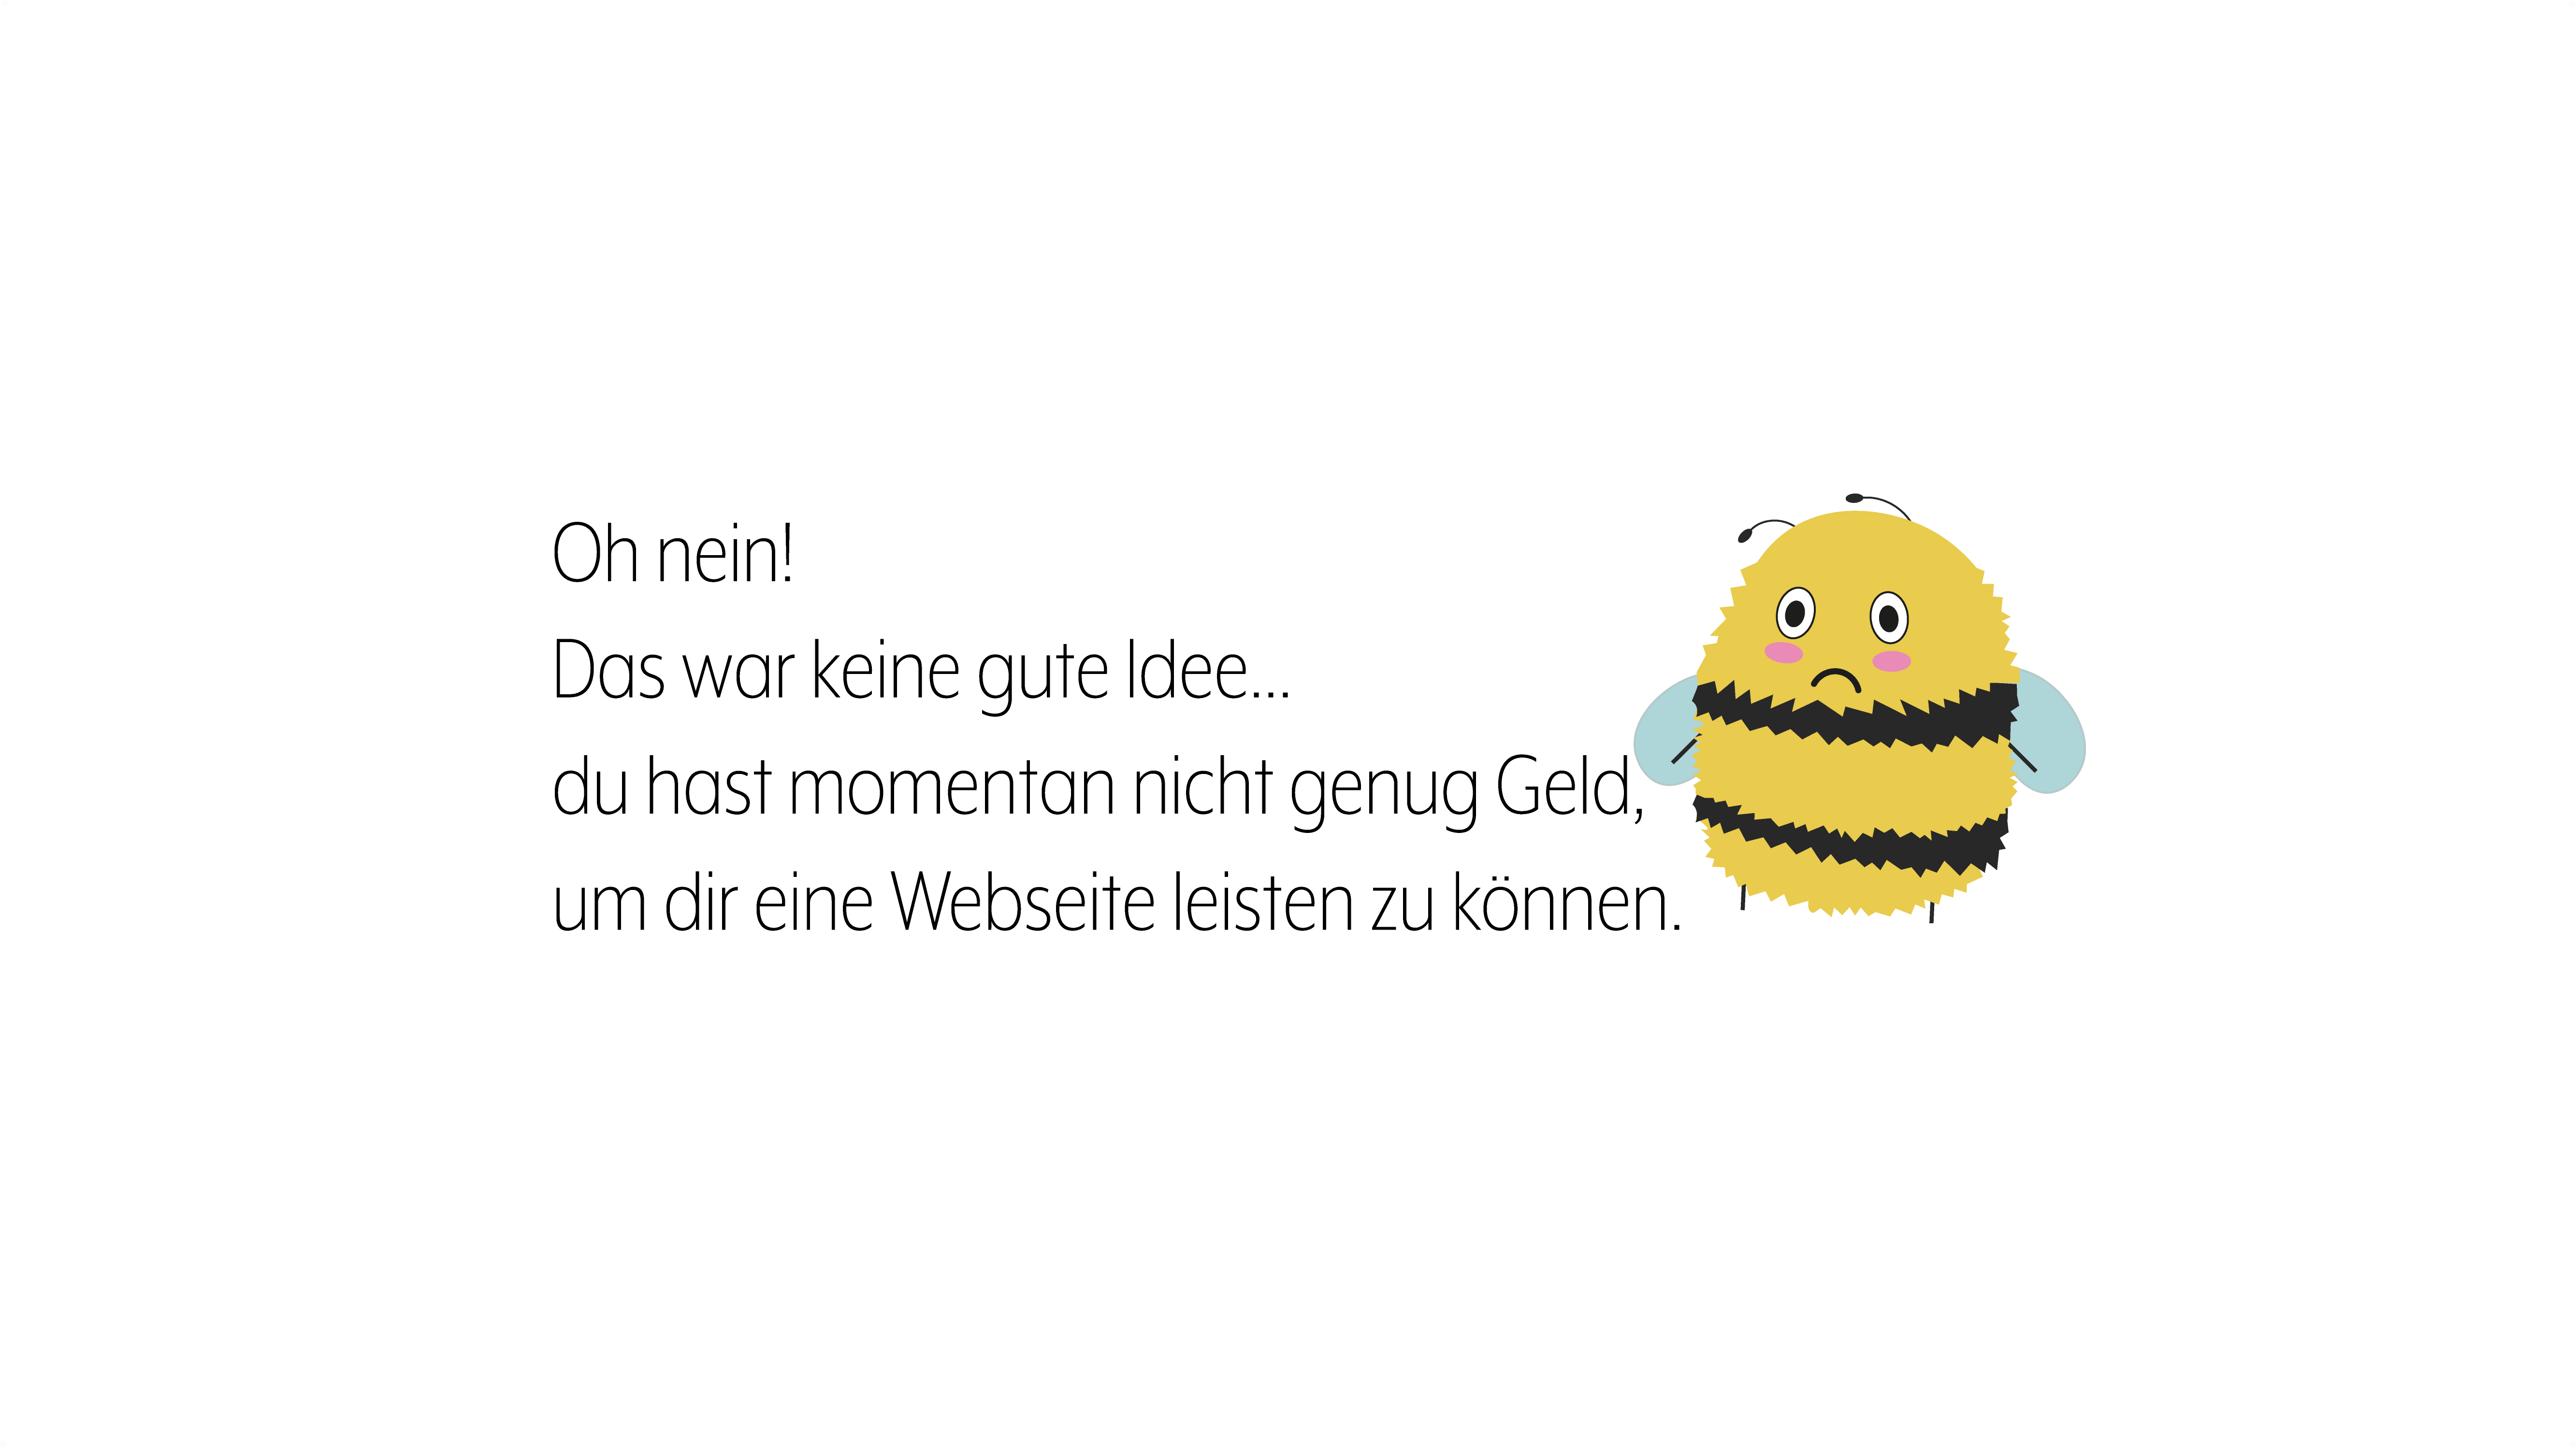 Oh nein!
Das war keine gute Idee...
du hast momentan nicht genug Geld,
um dir eine Webseite leisten zu können.